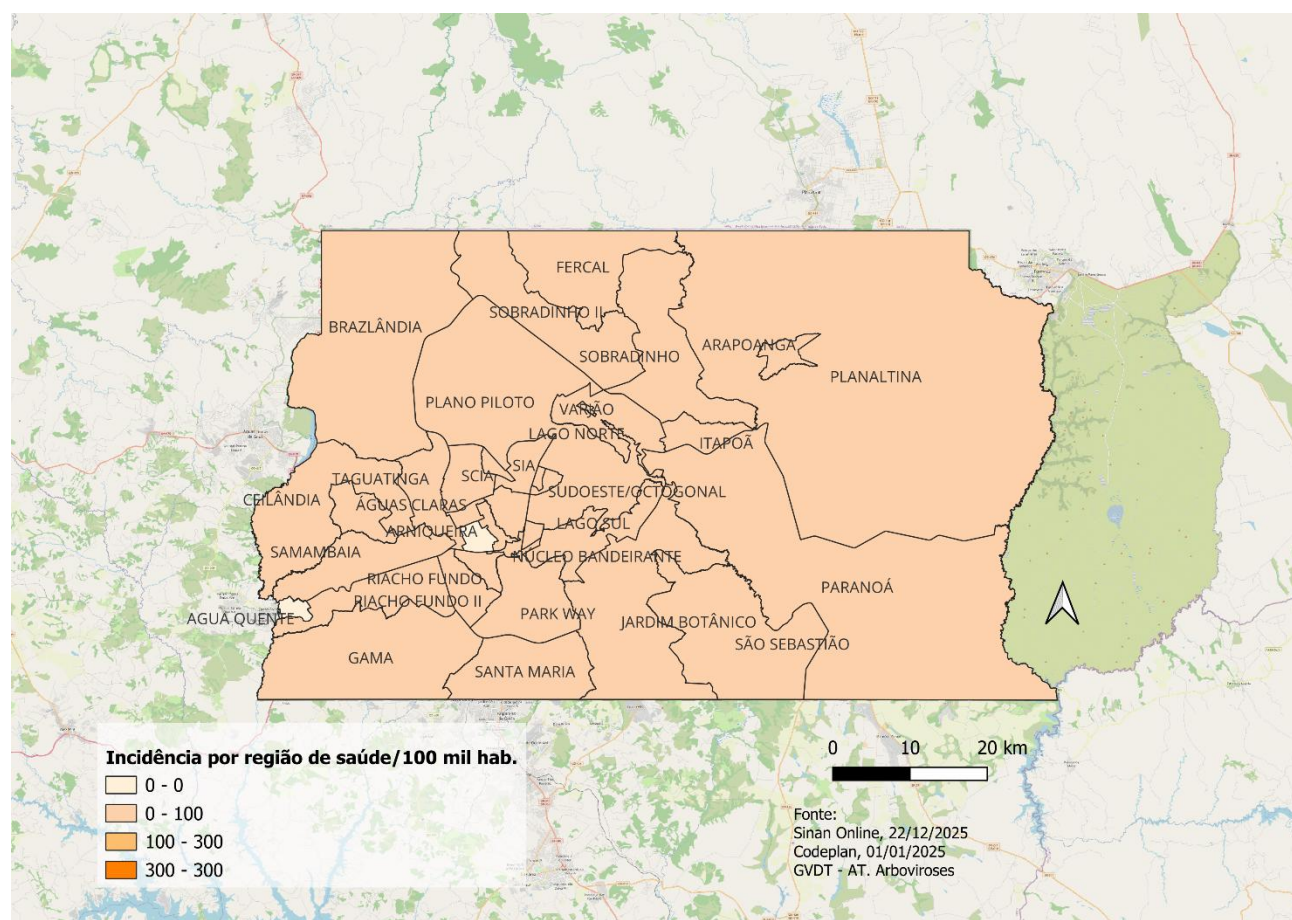 FERCAL
SOBRADINHO II
BRAZLÂNDIA
SOBRADINHO
ARAPOANGA
PLANALTINA
PLANO PILOTO
VARJÃO
LAGO NORTE
ITAPOÃ
SIA
SCIA
TAGUATINGA
SUDOESTE/OCTOGONAL
CEILÂNDIA
ÁGUAS CLARAS
LAGO SUL
ARNIQUEIRA
SAMAMBAIA
NÚCLEO BANDEIRANTE
RIACHO FUNDO
PARANOÁ
RIACHO FUNDO II
AGUA QUENTE
PARK WAY
JARDIM BOTÂNICO
SÃO SEBASTIÃO
GAMA
SANTA MARIA
Incidência por região de saúde/100 mil hab.
0 - 0
0 - 100
100 - 300
300 - 300
0 10 20 km
Fonte:
Sinan Online, 22/12/2025
Codeplan, 01/01/2025
GVDT - AT. Arboviroses